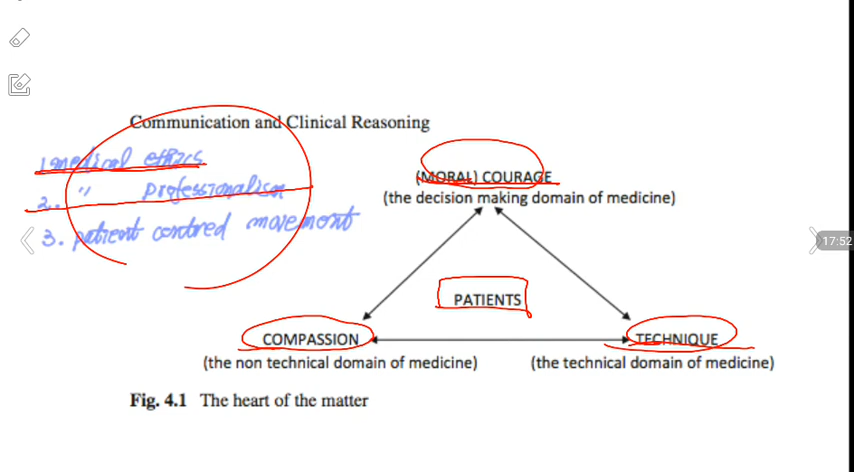 Communication and Clinical Reasoning
1 medical ethics
2. " professionalism
3. patient centred movement
(MORAL) COURAGE
(the decision making domain of medicine)
17:52
PATIENTS
COMPASSION
TECHNIQUE
(the non technical domain of medicine)
(the technical domain of medicine)
Fig. 4.1 The heart of the matter